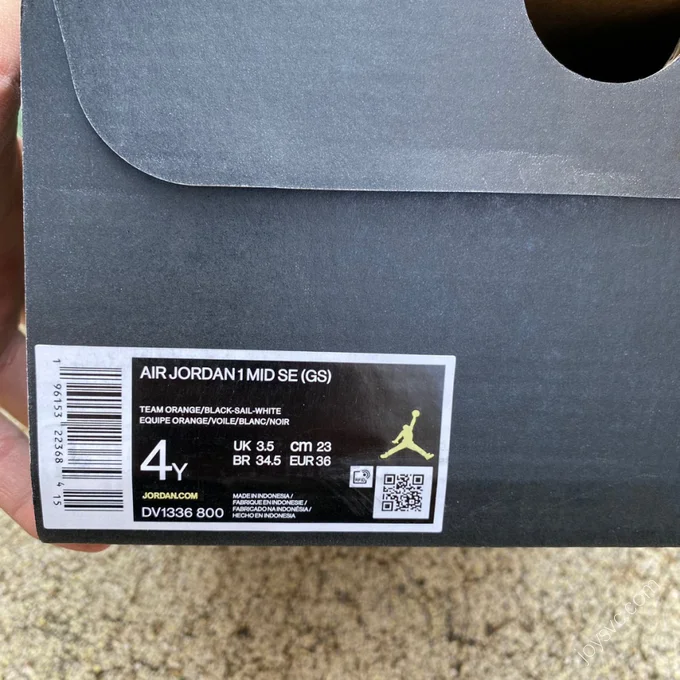 AIR JORDAN 1 MID SE (GS)
TEAM ORANGE/BLACK-SAIL-WHITE
EQUIPE ORANGE/VOILE/BLANC/NOIR
4Y
UK 3.5 cm 23
BR 34.5 EUR 36
JORDAN.COM
DV1336 800
MADE IN INDONESIA /
FABRIQUE EN INDONESIE /
FABRICADO NA INDONÉSIA /
HECHO EN INDONESIA
1 96153 22368 4 15